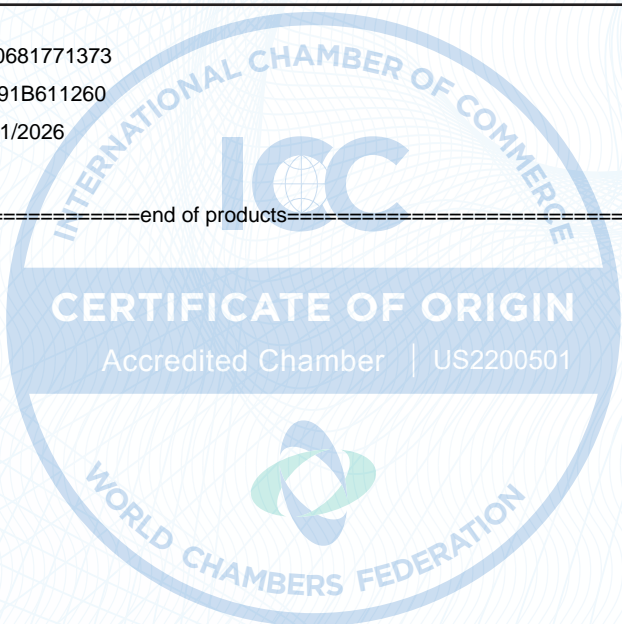 0681771373
91B611260
1/2026
===========end of products===========================
INTERNATIONAL CHAMBER OF COMMERCE
ICC
CERTIFICATE OF ORIGIN
Accredited Chamber | US2200501
WORLD CHAMBERS FEDERATION